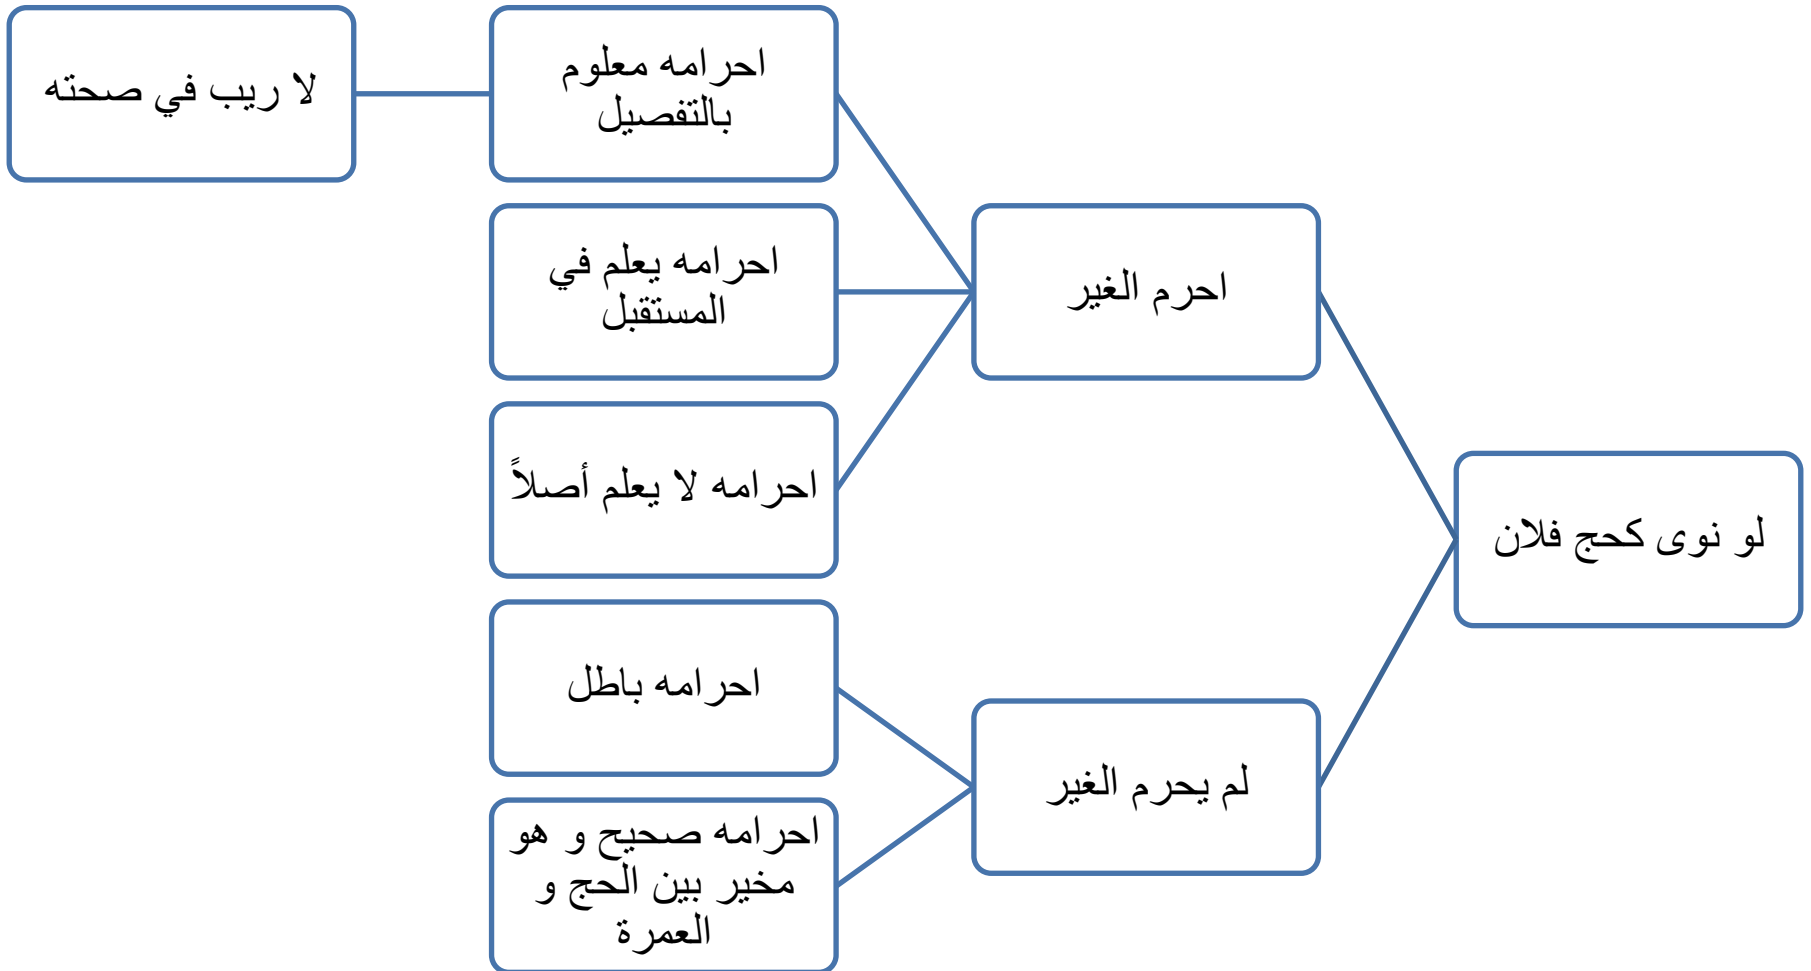 لو نوى كحج فلان
احرم الغير
احرامه معلوم
بالتفصيل
لا ريب في صحته
احرامه يعلم في
المستقبل
احرامه لا يعلم أصلاً
لم يحرم الغير
احرامه باطل
احرامه صحيح و هو
مخير بين الحج و
العمرة